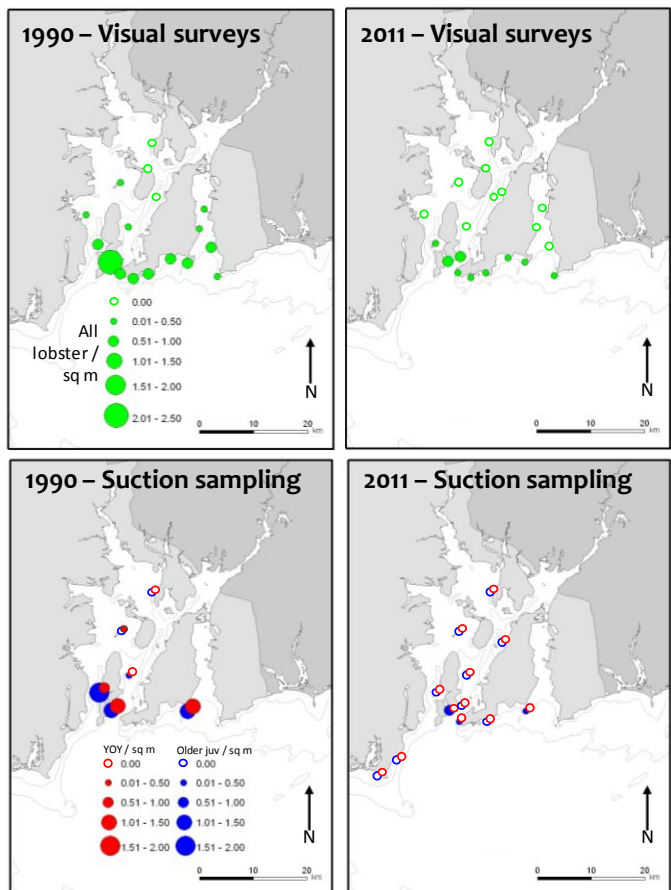 1990 – Visual surveys
All
lobster /
sq m
0.00
0.01 - 0.50
0.51 - 1.00
1.01 - 1.50
1.51 - 2.00
2.01 - 2.50
N
0 10 20
km
2011 – Visual surveys
N
0 10 20
km
1990 – Suction sampling
YOY / sq m Older juv / sq m
0.00 0.00
0.01 - 0.50 0.01 - 0.50
0.51 - 1.00 0.51 - 1.00
1.01 - 1.50 1.01 - 1.50
1.51 - 2.00 1.51 - 2.00
N
0 10 20
km
2011 – Suction sampling
N
0 10 20
km